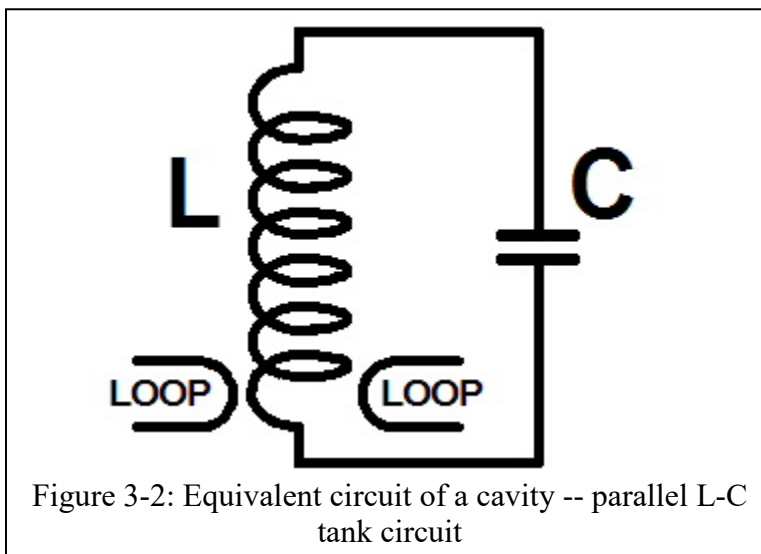 L
C
LOOP
LOOP
Figure 3-2: Equivalent circuit of a cavity -- parallel L-C
tank circuit